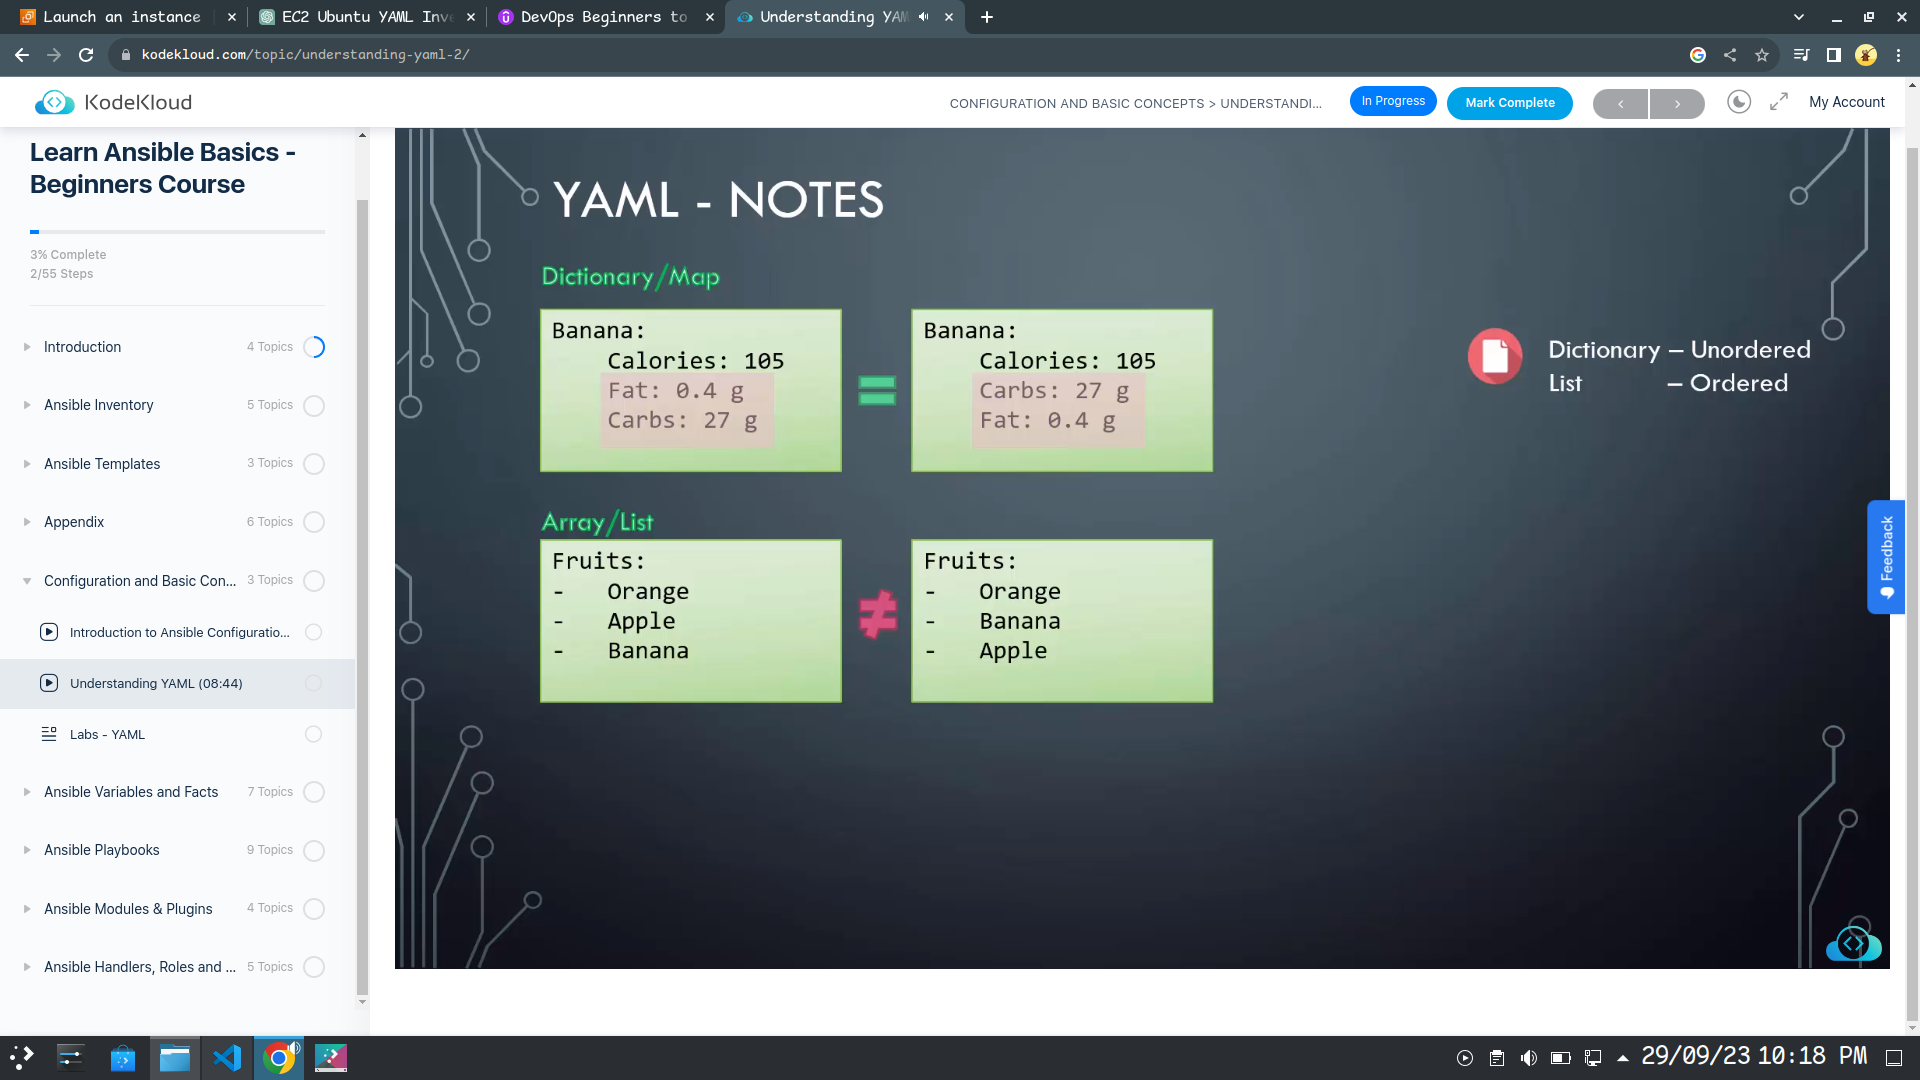 Launch an instance
EC2 Ubuntu YAML Inve
DevOps Beginners to
Understanding YAM
kodekloud.com/topic/understanding-yaml-2/
KodeKloud
CONFIGURATION AND BASIC CONCEPTS > UNDERSTANDI...
In Progress
Mark Complete
My Account
Learn Ansible Basics -
Beginners Course
3% Complete
2/55 Steps
Introduction 4 Topics
Ansible Inventory 5 Topics
Ansible Templates 3 Topics
Appendix 6 Topics
Configuration and Basic Con... 3 Topics
Introduction to Ansible Configuratio...
Understanding YAML (08:44)
Labs - YAML
Ansible Variables and Facts 7 Topics
Ansible Playbooks 9 Topics
Ansible Modules & Plugins 4 Topics
Ansible Handlers, Roles and ... 5 Topics
YAML - NOTES
Dictionary/Map
Banana:
Calories: 105
Fat: 0.4 g
Carbs: 27 g
=
Banana:
Calories: 105
Carbs: 27 g
Fat: 0.4 g
Array/List
Fruits:
- Orange
- Apple
- Banana
≠
Fruits:
- Orange
- Banana
- Apple
Dictionary – Unordered
List – Ordered
Feedback
29/09/23 10:18 PM